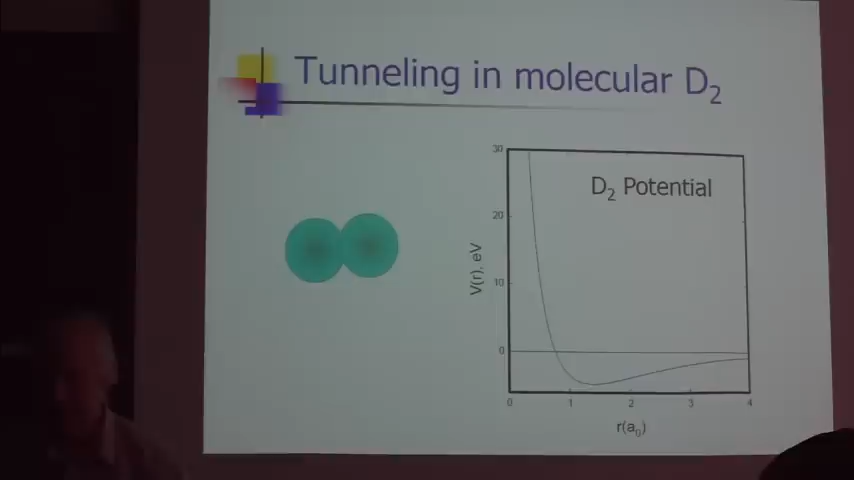 Tunneling in molecular D₂
D₂ Potential
V(r), eV
30
20
10
0
0 1 2 3 4
r(a₀)